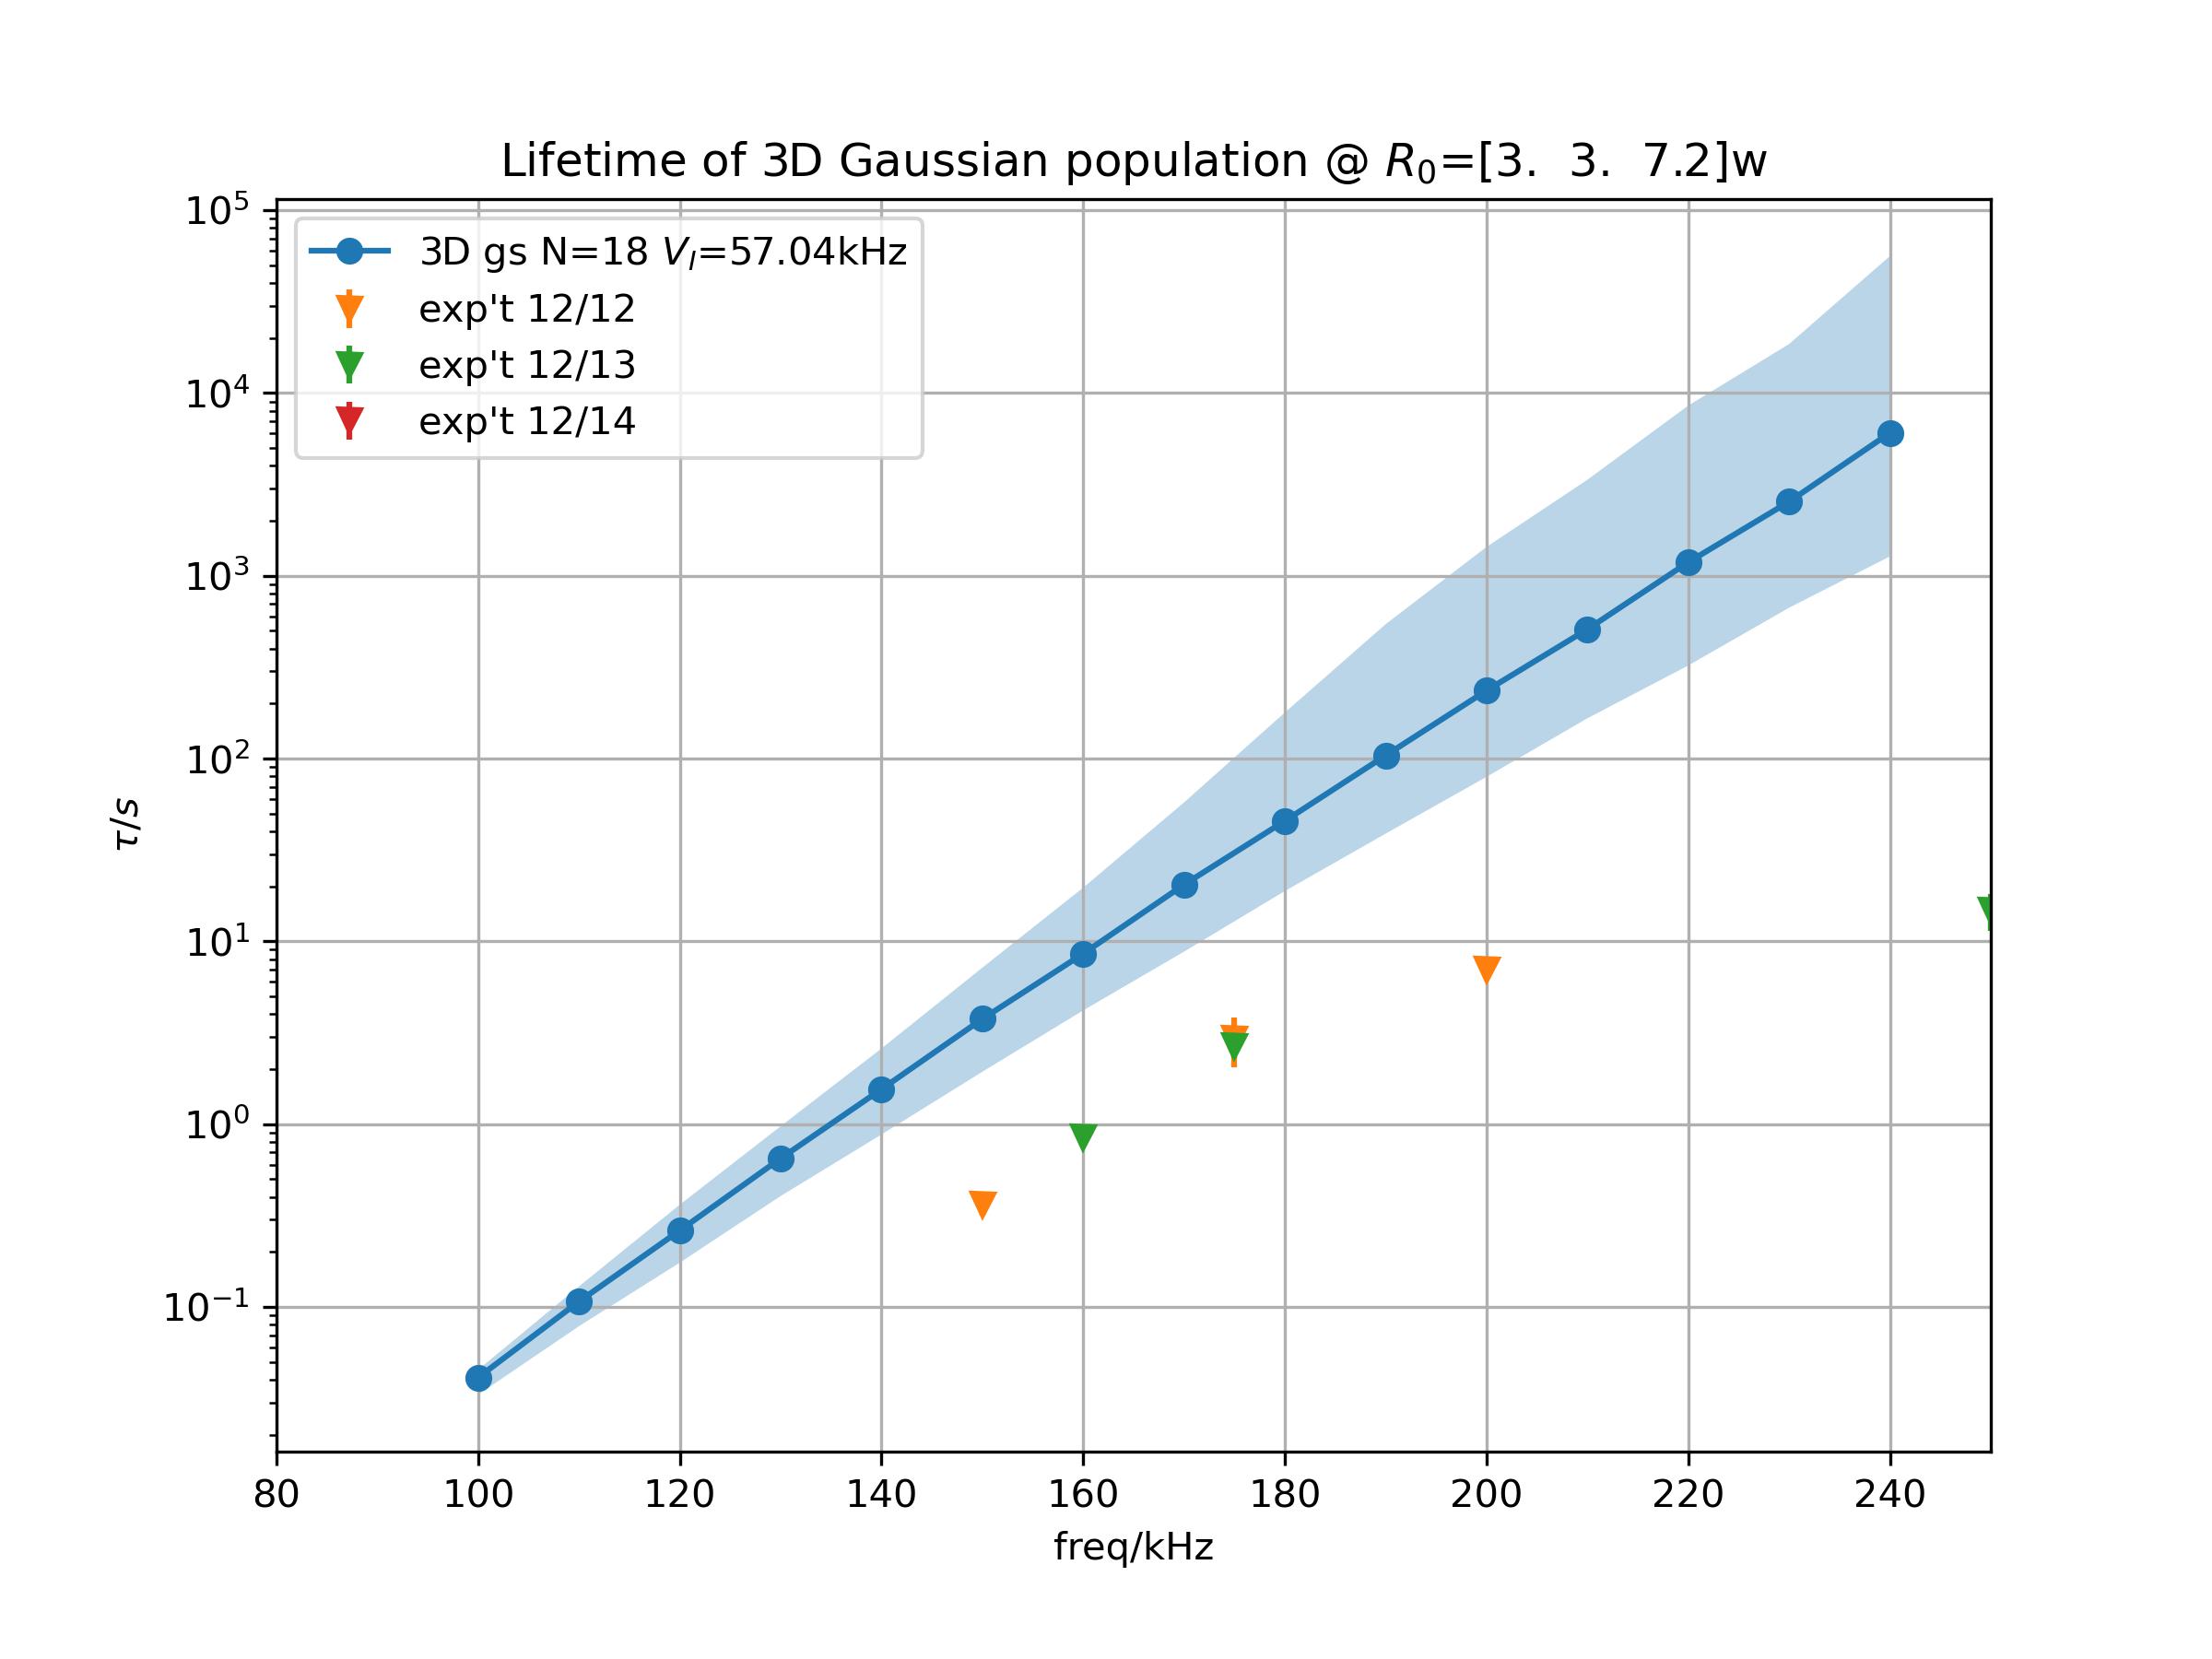 Lifetime of 3D Gaussian population @ R₀=[3. 3. 7.2]w
10⁵
10⁴
10³
10²
10¹
10⁰
10⁻¹
τ/s
3D gs N=18 V_I=57.04kHz
exp't 12/12
exp't 12/13
exp't 12/14
80 100 120 140 160 180 200 220 240
freq/kHz